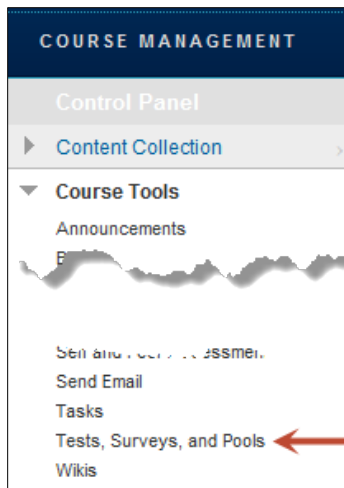 COURSE MANAGEMENT
Control Panel
Content Collection
Course Tools
Announcements
Send Email
Tasks
Tests, Surveys, and Pools
Wikis